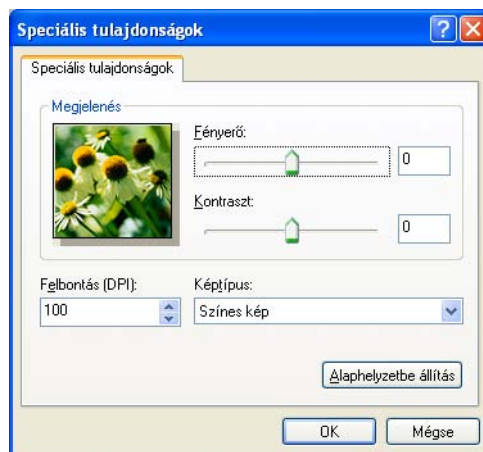 Speciális tulajdonságok
Speciális tulajdonságok
Megjelenés
Fényerő:
0
Kontraszt:
0
Felbontás (DPI):
Képtípus:
100
Színes kép
Alaphelyzetbe állítás
OK
Mégse